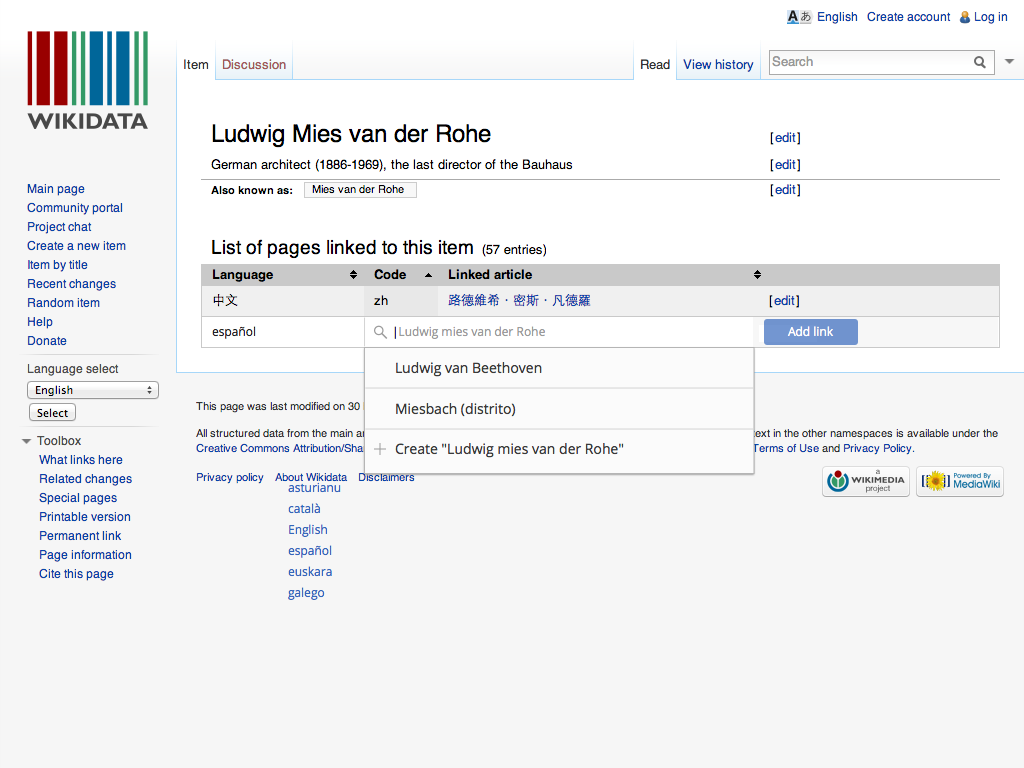 Aあ English Create account Log in
WIKIDATA
Item Discussion Read View history Search
Ludwig Mies van der Rohe [edit]
German architect (1886-1969), the last director of the Bauhaus [edit]
Also known as: Mies van der Rohe [edit]
Main page
Community portal
Project chat
Create a new item
Item by title
Recent changes
Random item
Help
Donate
Language select
English
Select
Toolbox
What links here
Related changes
Special pages
Printable version
Permanent link
Page information
Cite this page
List of pages linked to this item (57 entries)
Language Code Linked article
中文 zh 路德維希·密斯·凡德羅 [edit]
español Ludwig mies van der Rohe Add link
Ludwig van Beethoven
Miesbach (distrito)
Create "Ludwig mies van der Rohe"
This page was last modified on 30
All structured data from the main ext in the other namespaces is available under the
Creative Commons Attribution/Sha Terms of Use and Privacy Policy.
Privacy policy About Wikidata Disclaimers
a
WIKIMEDIA
project
Powered By
MediaWiki
asturianu
català
English
español
euskara
galego